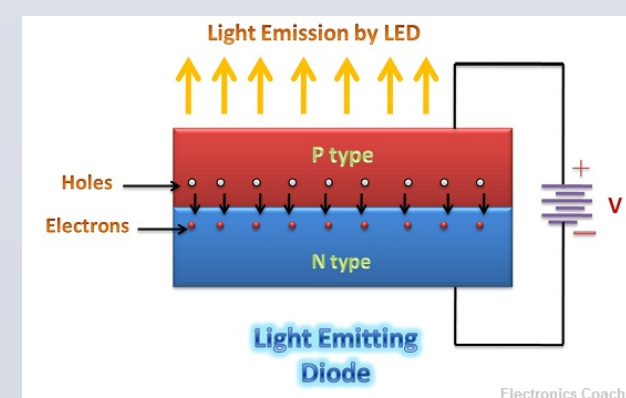 Light Emission by LED
P type
Holes
+
V
Electrons
−
N type
Light Emitting
Diode
Electronics Coach